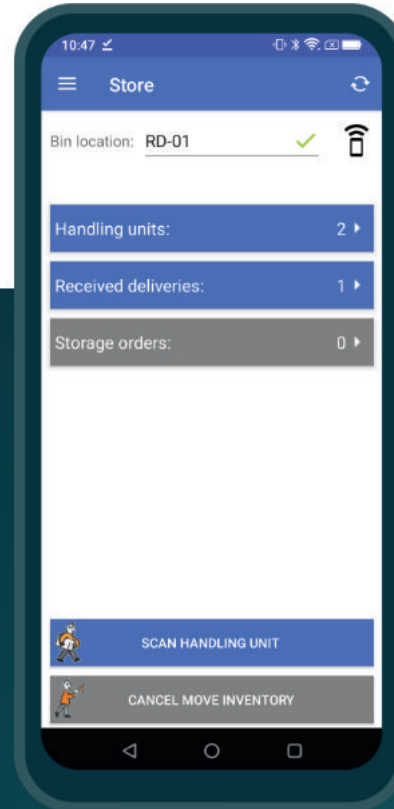 10:47
Store
Bin location: RD-01
Handling units: 2
Received deliveries: 1
Storage orders: 0
SCAN HANDLING UNIT
CANCEL MOVE INVENTORY